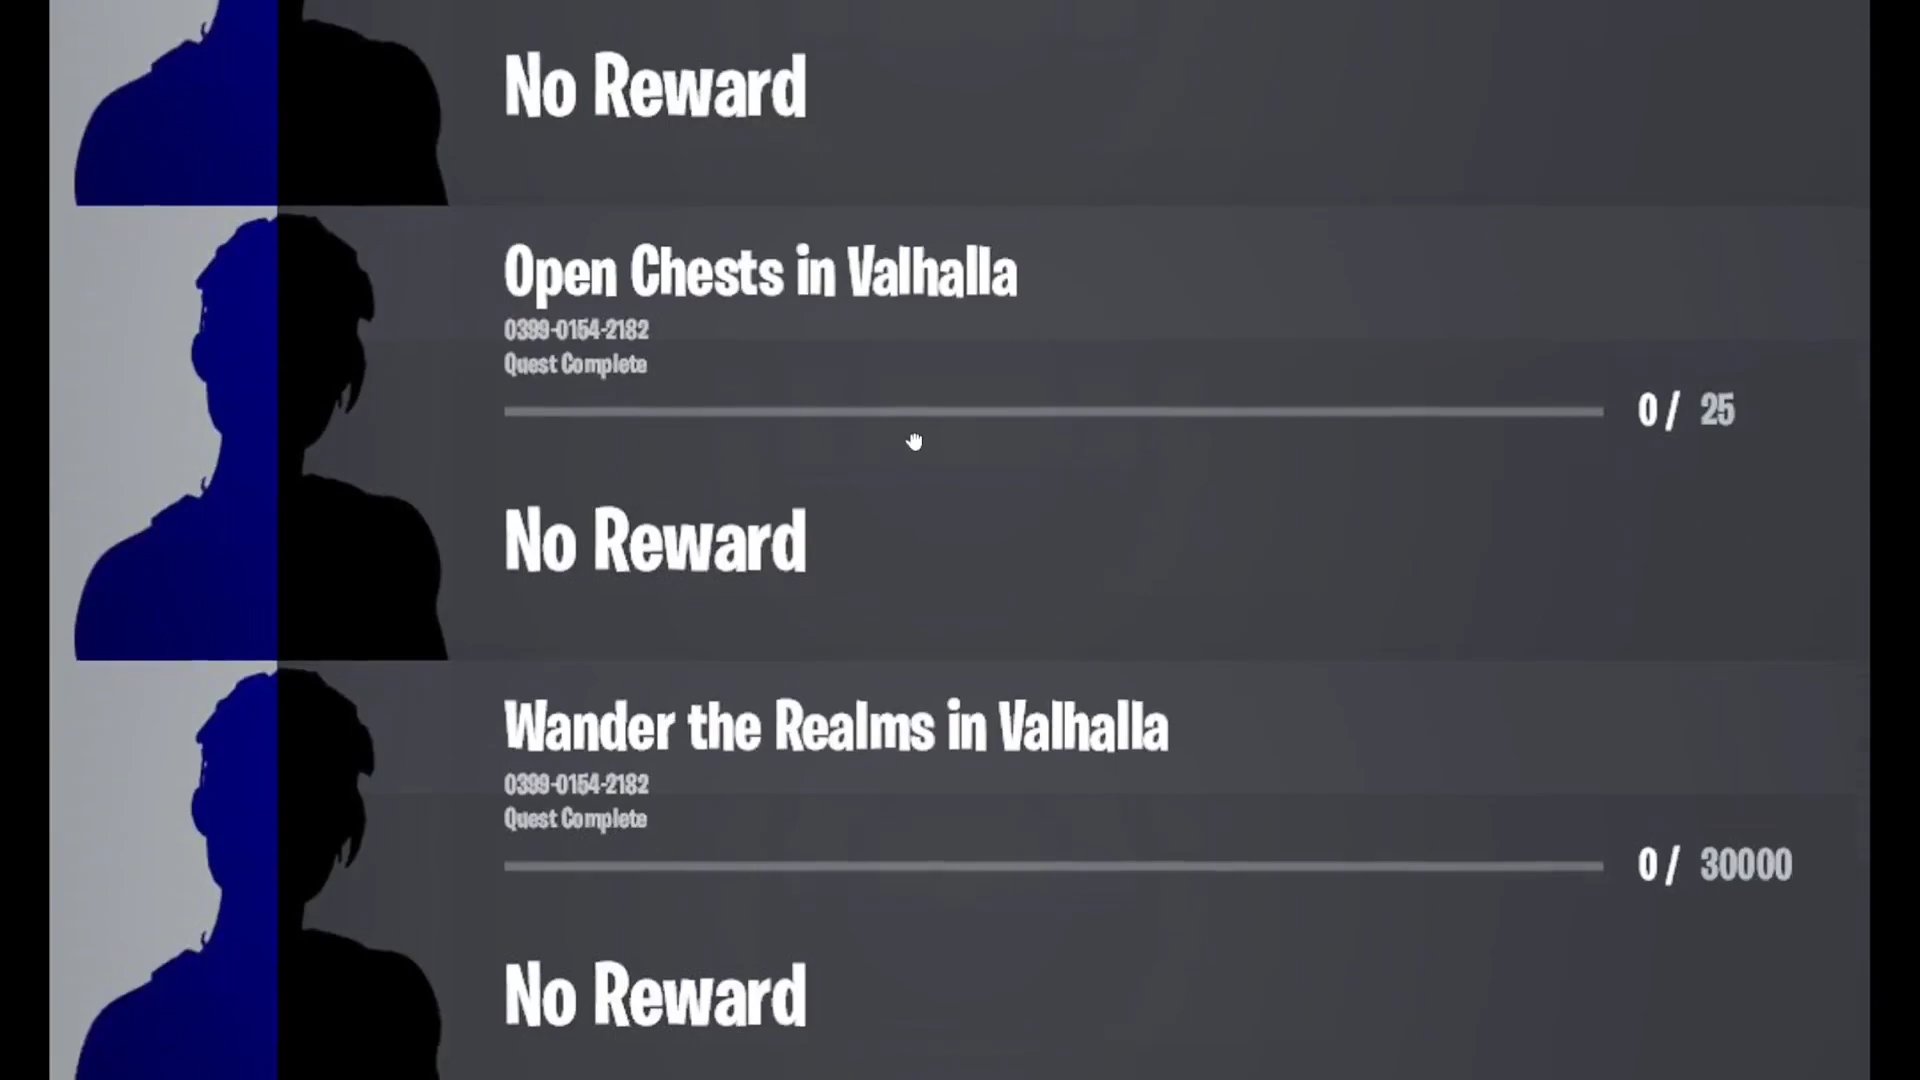 No Reward
Open Chests in Valhalla
0399-0154-2182
Quest Complete
0 / 25
No Reward
Wander the Realms in Valhalla
0399-0154-2182
Quest Complete
0 / 30000
No Reward